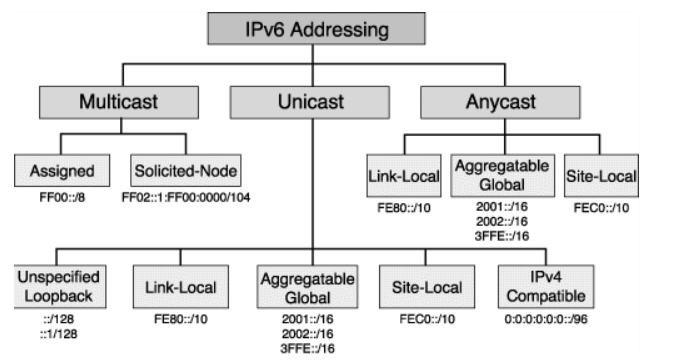 IPv6 Addressing
Multicast
Unicast
Anycast
Assigned
FF00::/8
Solicited-Node
FF02::1:FF00:0000/104
Link-Local
FE80::/10
Aggregatable
Global
2001::/16
2002::/16
3FFE::/16
Site-Local
FEC0::/10
Unspecified
Loopback
::/128
::1/128
Link-Local
FE80::/10
Aggregatable
Global
2001::/16
2002::/16
3FFE::/16
Site-Local
FEC0::/10
IPv4
Compatible
0:0:0:0:0:0::/96